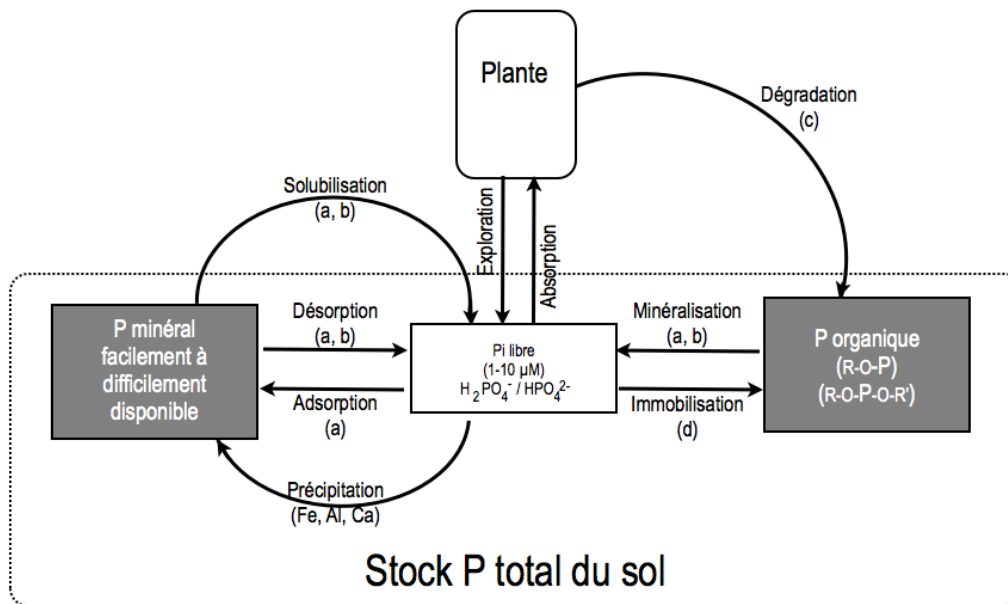 Plante
Dégradation
(c)
Solubilisation
(a, b)
Exploration
Absorption
P minéral
facilement à
difficilement
disponible
Désorption
(a, b)
Adsorption
(a)
Pi libre
(1-10 µM)
H₂PO₄⁻ / HPO₄²⁻
Minéralisation
(a, b)
Immobilisation
(d)
P organique
(R-O-P)
(R-O-P-O-R')
Précipitation
(Fe, Al, Ca)
Stock P total du sol